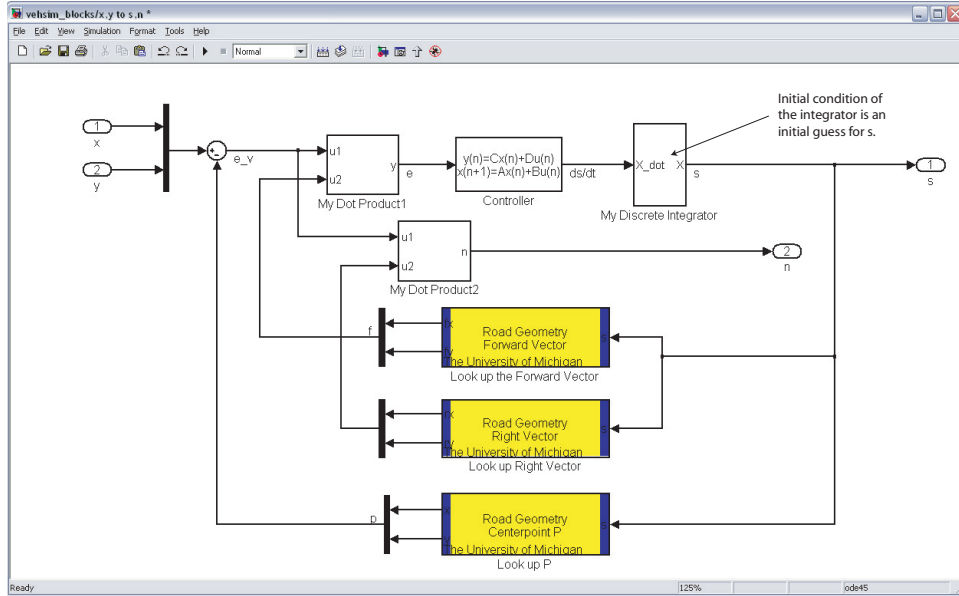 vehsim_blocks/x,y to s,n *
File Edit View Simulation Format Tools Help
Normal
Initial condition of
the integrator is an
initial guess for s.
1
x
2
y
e_v
u1
u2
y
My Dot Product1
e
y(n)=Cx(n)+Du(n)
x(n+1)=Ax(n)+Bu(n)
Controller
ds/dt
X_dot X
My Discrete Integrator
s
1
s
u1
u2
n
My Dot Product2
2
n
f
fx
fy
Road Geometry
Forward Vector
The University of Michigan
s
Look up the Forward Vector
rx
ry
Road Geometry
Right Vector
The University of Michigan
s
Look up Right Vector
p
x
y
Road Geometry
Centerpoint P
The University of Michigan
s
Look up P
Ready
125%
ode45